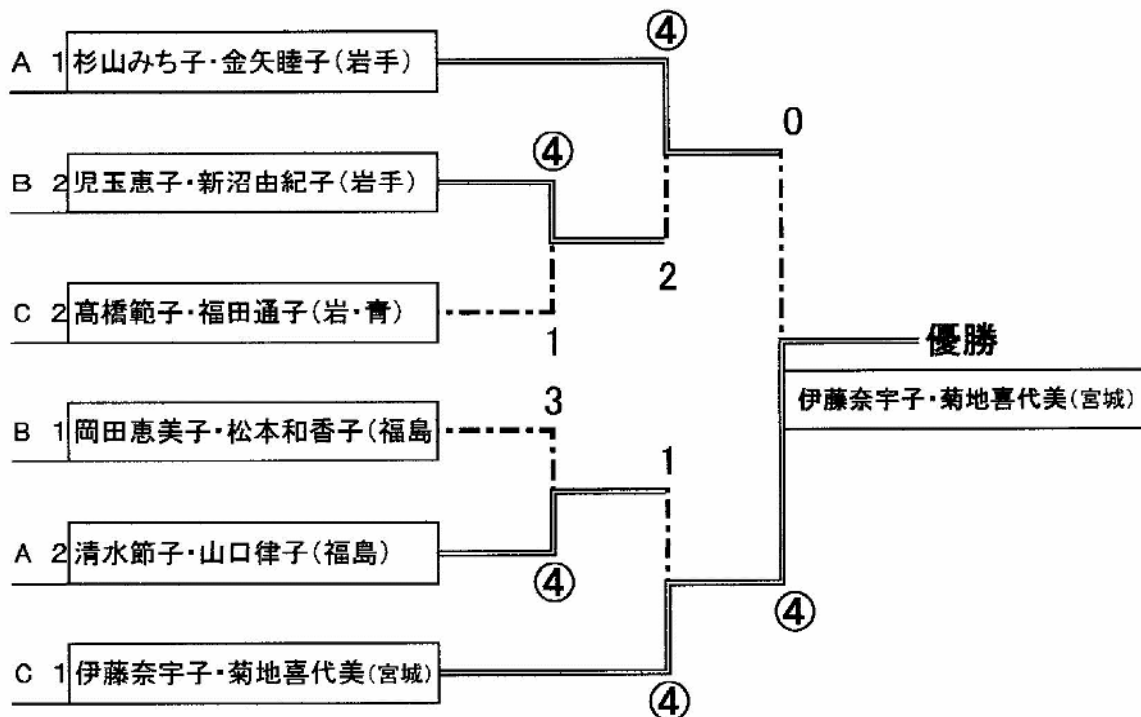 ④
A 1 杉山みち子・金矢睦子(岩手)
0
④
B 2 児玉恵子・新沼由紀子(岩手)
2
C 2 髙橋範子・福田通子(岩・青)
1
優勝
3
伊藤奈宇子・菊地喜代美(宮城)
B 1 岡田恵美子・松本和香子(福島
1
A 2 清水節子・山口律子(福島)
④
④
C 1 伊藤奈宇子・菊地喜代美(宮城)
④